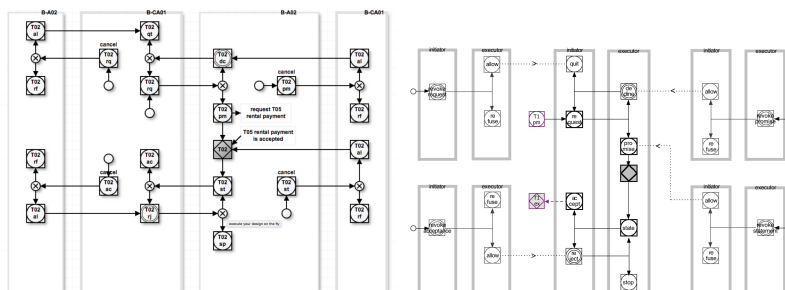 B-A02
B-CA01
B-A02
B-CA01
T02
al
T02
qt
cancel
T02
rq
T02
dc
T02
al
T02
rf
T02
rq
cancel
T02
pm
T02
rf
T02
pm
request T05
rental payment
T05 rental payment
is accepted
T02
T02
rf
T02
ac
T02
al
cancel
T02
ac
T02
st
cancel
T02
st
T02
al
T02
rj
T02
rf
execute your design on the fly
T02
sp
initiator
executor
initiator
executor
initiator
executor
allow
>
quit
revoke
request
de
cline
<
allow
re
fuse
T1
pm
re
quest
revoke
promise
pro
mise
re
fuse
initiator
executor
initiator
executor
re
fuse
T1
ac
cept
allow
revoke
acceptance
state
revoke
statement
allow
>
re
ject
re
fuse
stop